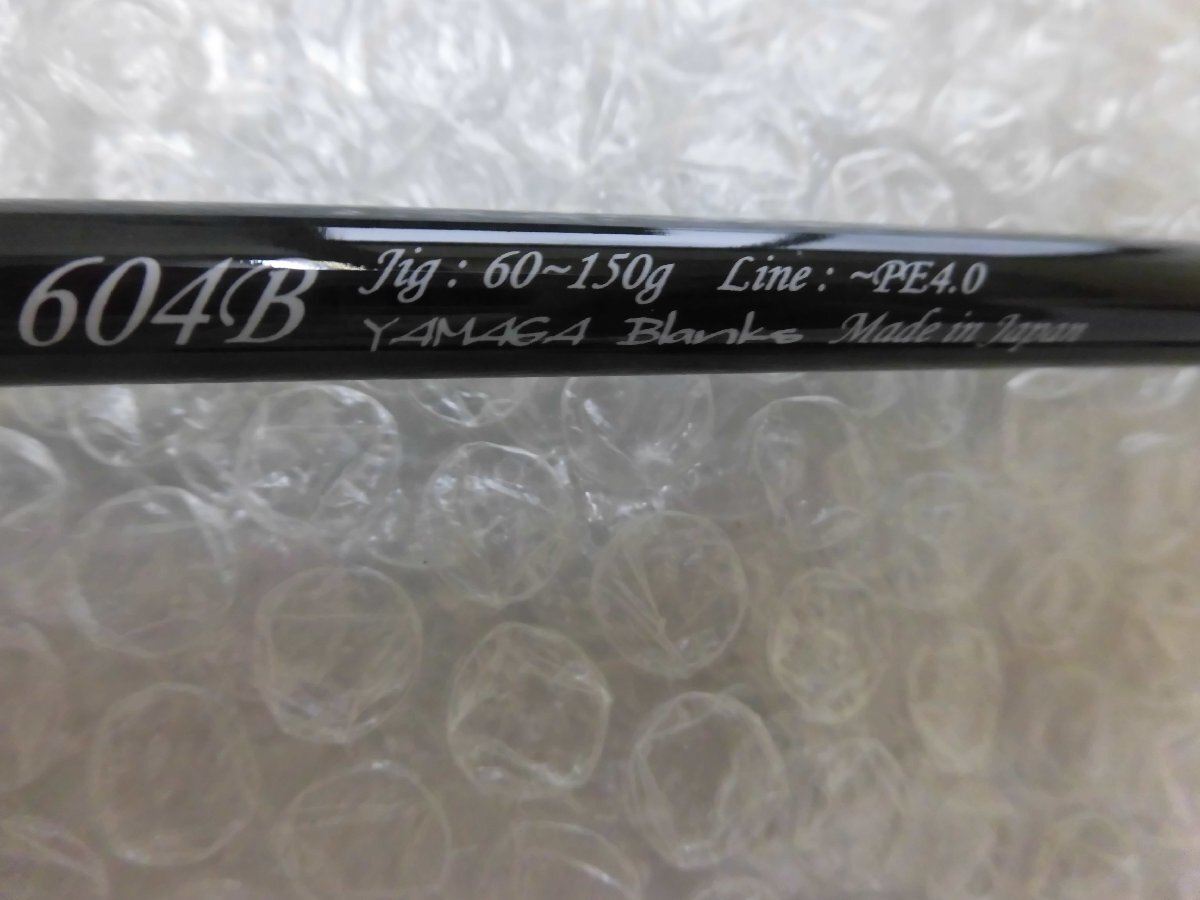 604B
Jig : 60~150g Line : ~PE4.0
YAMAGA Blanks Made in Japan